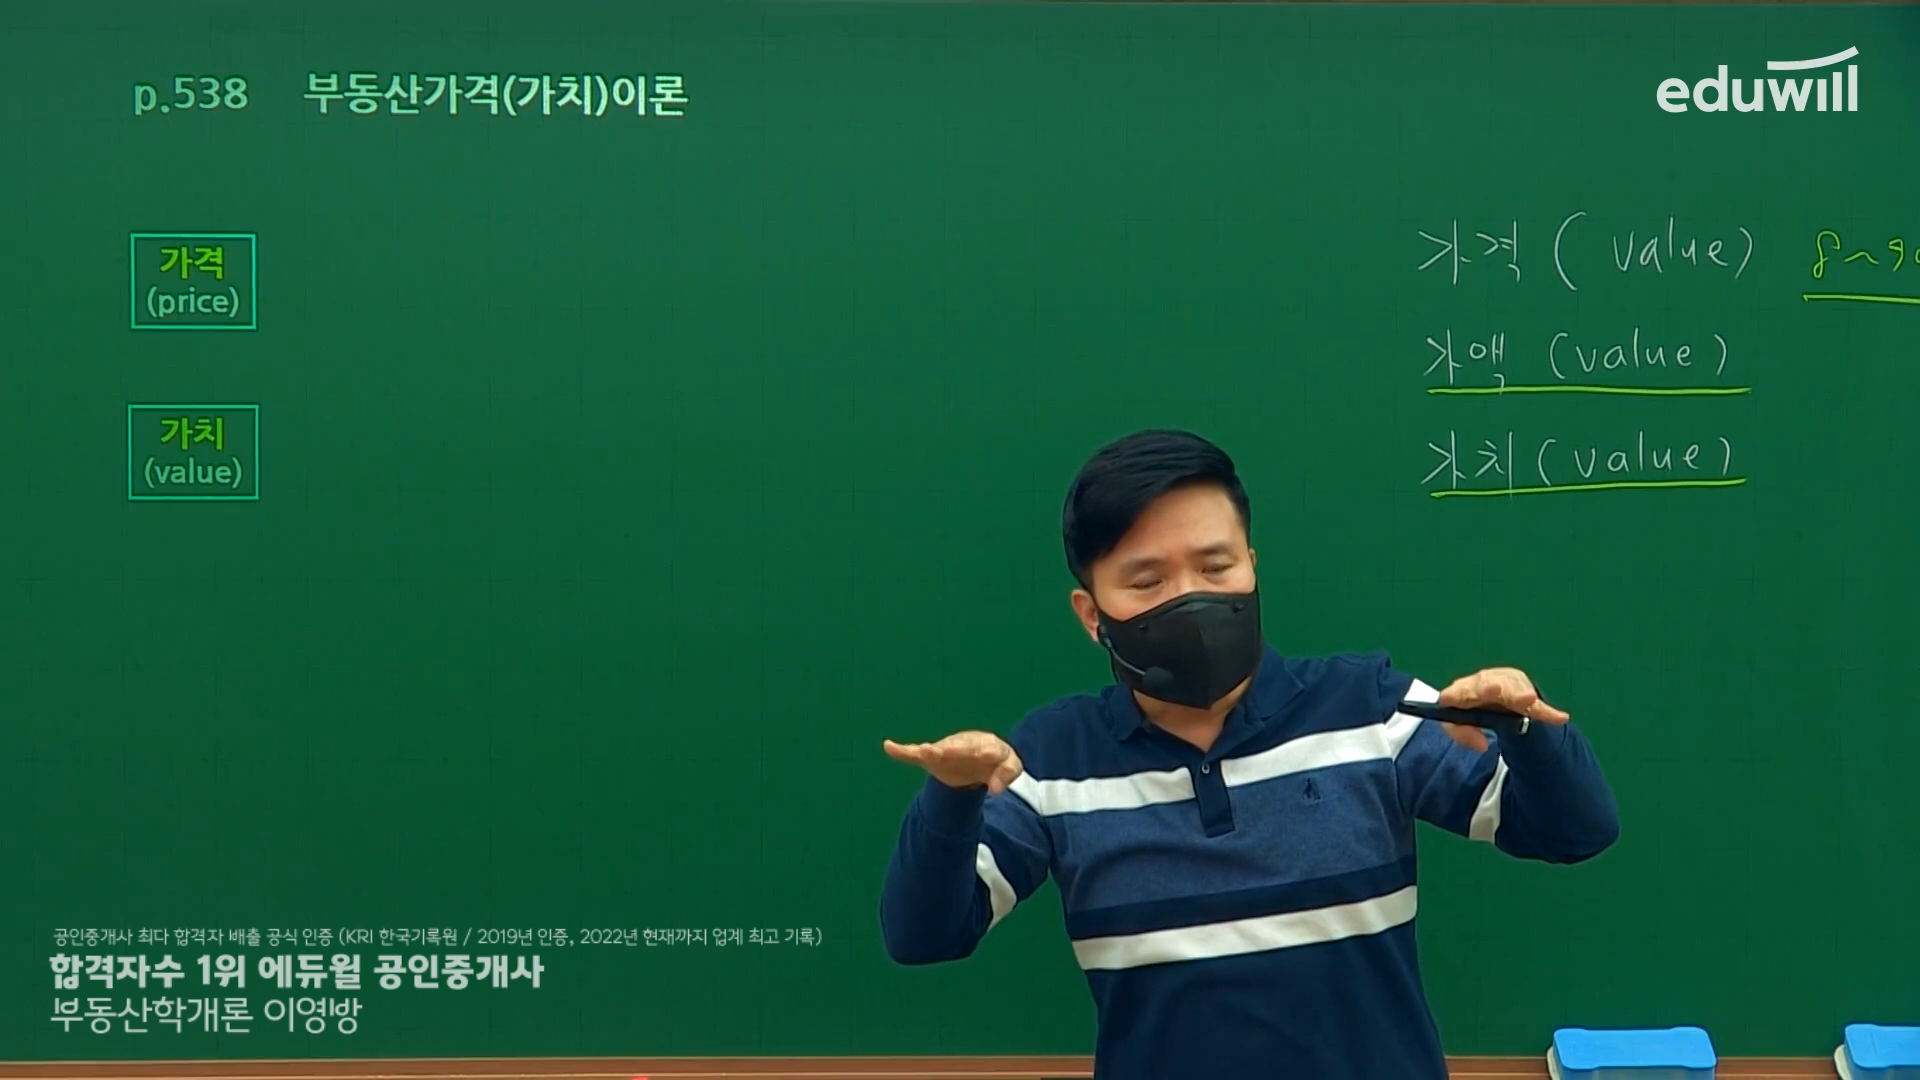 p.538 부동산가격(가치)이론
eduwill
가격
(price)
가치
(value)
가격 (value)
가액 (value)
가치 (value)
공인중개사 최다 합격자 배출 공식 인증 (KRI 한국기록원 / 2019년 인증, 2022년 현재까지 업계 최고 기록)
합격자수 1위 에듀윌 공인중개사
부동산학개론 이영방